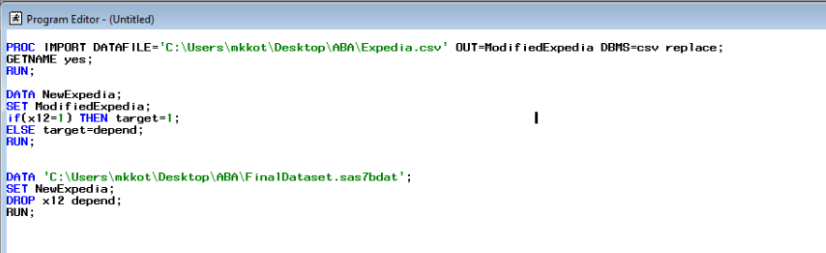 Program Editor - (Untitled)
PROC IMPORT DATAFILE='C:\Users\mkkot\Desktop\ABA\Expedia.csv' OUT=ModifiedExpedia DBMS=csv replace;
GETNAME yes;
RUN;
DATA NewExpedia;
SET ModifiedExpedia;
if(x12=1) THEN target=1;
ELSE target=depend;
RUN;
DATA 'C:\Users\mkkot\Desktop\ABA\FinalDataset.sas7bdat';
SET NewExpedia;
DROP x12 depend;
RUN;